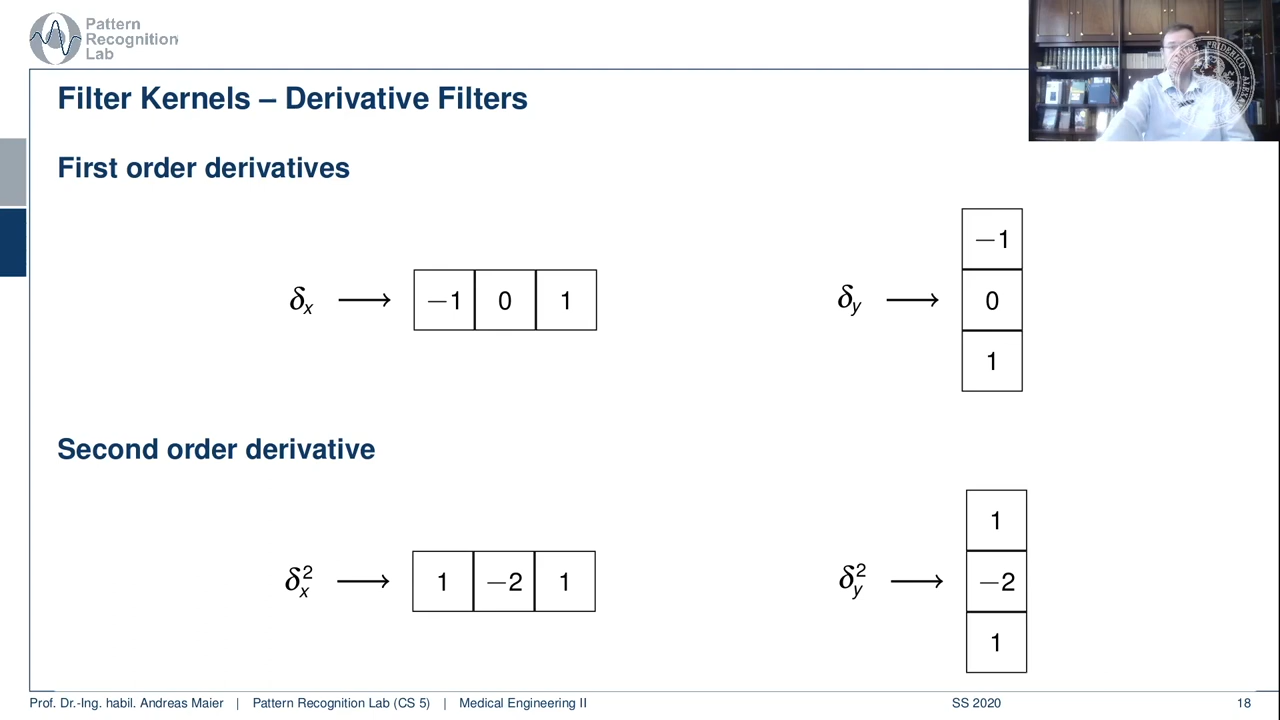 Pattern
Recognition
Lab
Filter Kernels – Derivative Filters
First order derivatives
δx → −1 0 1
δy → −1 0 1
Second order derivative
δ²x → 1 −2 1
δ²y → 1 −2 1
Prof. Dr.-Ing. habil. Andreas Maier | Pattern Recognition Lab (CS 5) | Medical Engineering II SS 2020 18